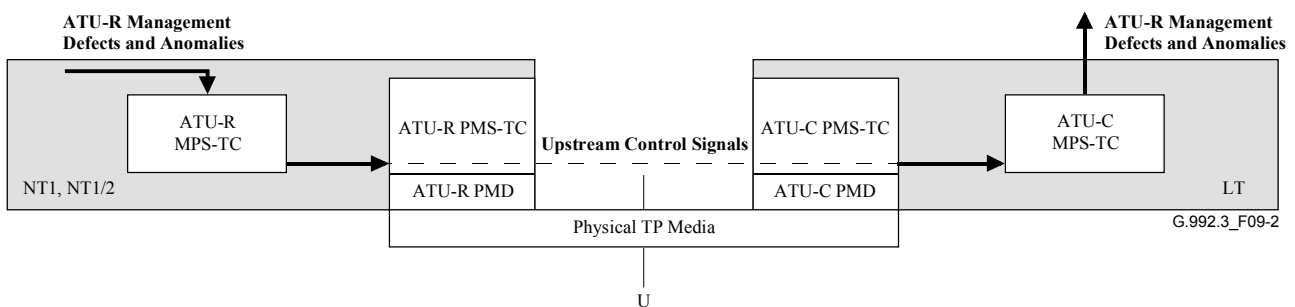 ATU-R Management
Defects and Anomalies
ATU-R Management
Defects and Anomalies
ATU-R
MPS-TC
ATU-R PMS-TC
Upstream Control Signals
ATU-C PMS-TC
ATU-C
MPS-TC
NT1, NT1/2
ATU-R PMD
ATU-C PMD
LT
Physical TP Media
G.992.3_F09-2
U